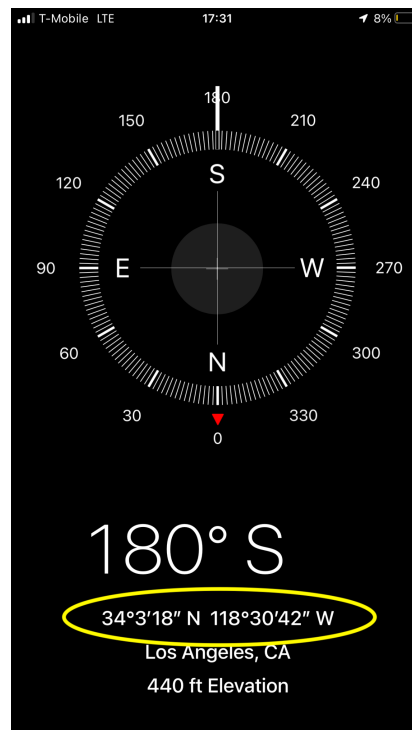 T-Mobile LTE 17:31 8%
180
150 210
S
120 240
90 E W 270
60 300
N
30 330
0
180° S
34°3’18” N 118°30’42” W
Los Angeles, CA
440 ft Elevation